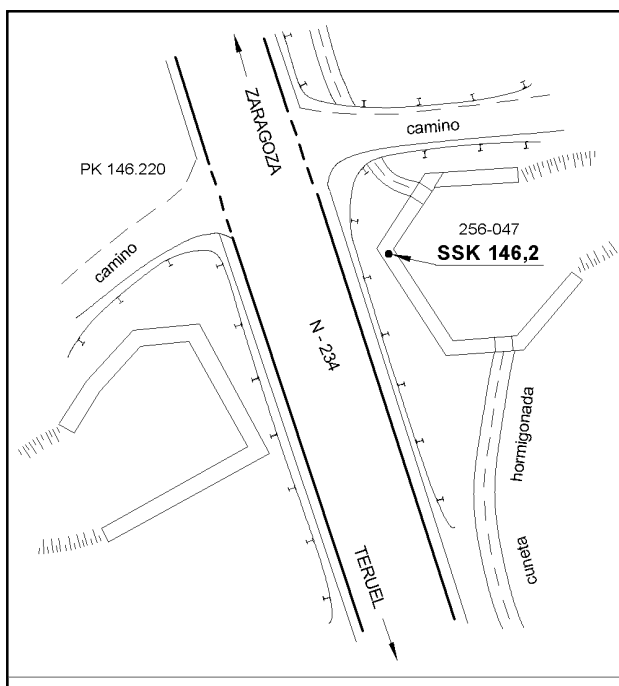 ZARAGOZA
camino
PK 146.220
256-047
SSK 146,2
camino
N - 234
hormigonada
cuneta
TERUEL